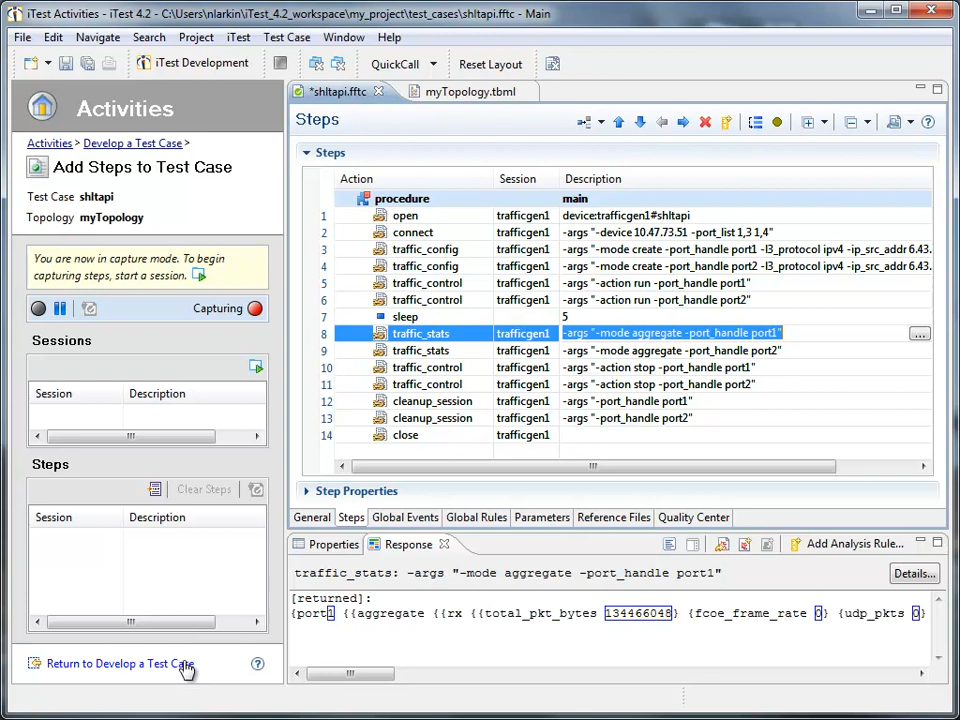 iTest Activities - iTest 4.2 - C:\Users\nlarkin\iTest_4.2_workspace\my_project\test_cases\shltapi.fftc - Main
File Edit Navigate Search Project iTest Test Case Window Help
iTest Development QuickCall Reset Layout
Activities
Activities > Develop a Test Case >
Add Steps to Test Case
Test Case shltapi
Topology myTopology
You are now in capture mode. To begin
capturing steps, start a session.
Capturing
Sessions
Session Description
Steps
Clear Steps
Session Description
Return to Develop a Test Case
*shltapi.fftc myTopology.tbml
Steps
Steps
Action Session Description
procedure main
1 open trafficgen1 device:trafficgen1#shltapi
2 connect trafficgen1 -args "-device 10.47.73.51 -port_list 1,3 1,4"
3 traffic_config trafficgen1 -args "-mode create -port_handle port1 -l3_protocol ipv4 -ip_src_addr 6.43.
4 traffic_config trafficgen1 -args "-mode create -port_handle port2 -l3_protocol ipv4 -ip_src_addr 6.43.
5 traffic_control trafficgen1 -args "-action run -port_handle port1"
6 traffic_control trafficgen1 -args "-action run -port_handle port2"
7 sleep 5
8 traffic_stats trafficgen1 -args "-mode aggregate -port_handle port1" ...
9 traffic_stats trafficgen1 -args "-mode aggregate -port_handle port2"
10 traffic_control trafficgen1 -args "-action stop -port_handle port1"
11 traffic_control trafficgen1 -args "-action stop -port_handle port2"
12 cleanup_session trafficgen1 -args "-port_handle port1"
13 cleanup_session trafficgen1 -args "-port_handle port2"
14 close trafficgen1
Step Properties
General Steps Global Events Global Rules Parameters Reference Files Quality Center
Properties Response Add Analysis Rule...
traffic_stats: -args "-mode aggregate -port_handle port1" Details...
[returned]:
{port1 {{aggregate {{rx {{total_pkt_bytes 134466048} {fcoe_frame_rate 0} {udp_pkts 0}